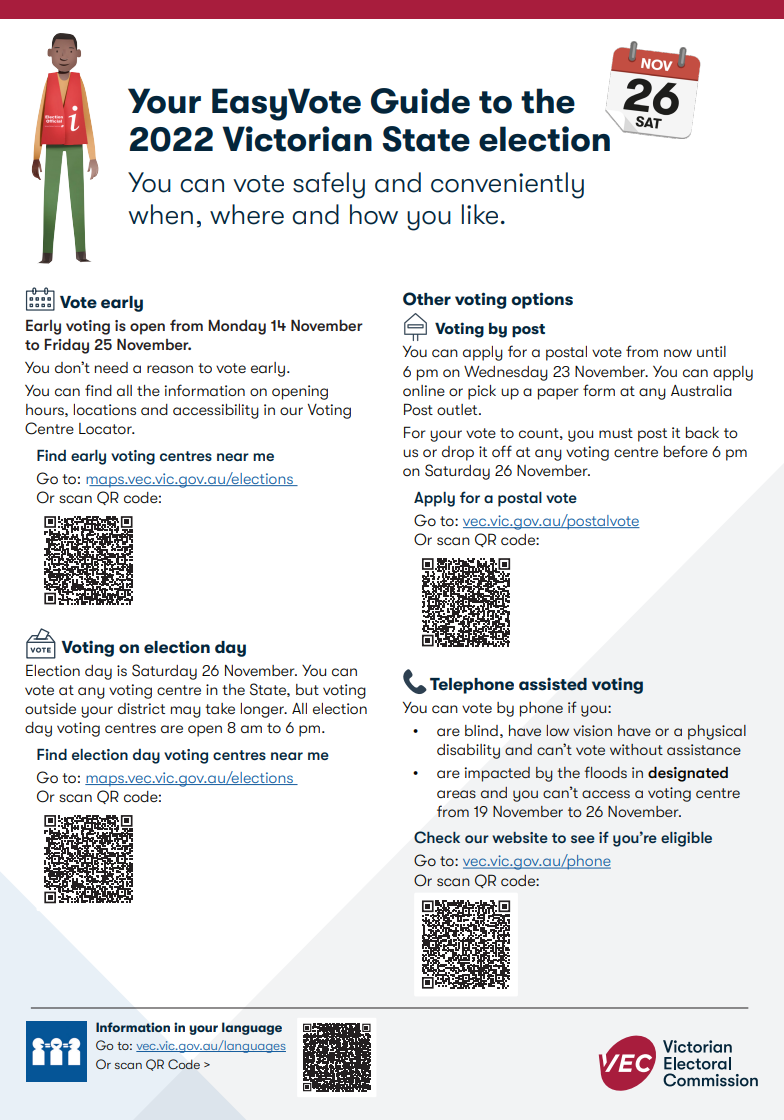 NOV
26
SAT
Election
Official
i
Your EasyVote Guide to the
2022 Victorian State election
You can vote safely and conveniently
when, where and how you like.
Vote early
Early voting is open from Monday 14 November
to Friday 25 November.
You don't need a reason to vote early.
You can find all the information on opening
hours, locations and accessibility in our Voting
Centre Locator.
Find early voting centres near me
Go to: maps.vec.vic.gov.au/elections
Or scan QR code:
VOTE
Voting on election day
Election day is Saturday 26 November. You can
vote at any voting centre in the State, but voting
outside your district may take longer. All election
day voting centres are open 8 am to 6 pm.
Find election day voting centres near me
Go to: maps.vec.vic.gov.au/elections
Or scan QR code:
Other voting options
Voting by post
You can apply for a postal vote from now until
6 pm on Wednesday 23 November. You can apply
online or pick up a paper form at any Australia
Post outlet.
For your vote to count, you must post it back to
us or drop it off at any voting centre before 6 pm
on Saturday 26 November.
Apply for a postal vote
Go to: vec.vic.gov.au/postalvote
Or scan QR code:
Telephone assisted voting
You can vote by phone if you:
• are blind, have low vision have or a physical
disability and can't vote without assistance
• are impacted by the floods in designated
areas and you can't access a voting centre
from 19 November to 26 November.
Check our website to see if you're eligible
Go to: vec.vic.gov.au/phone
Or scan QR code:
Information in your language
Go to: vec.vic.gov.au/languages
Or scan QR Code >
VEC
Victorian
Electoral
Commission